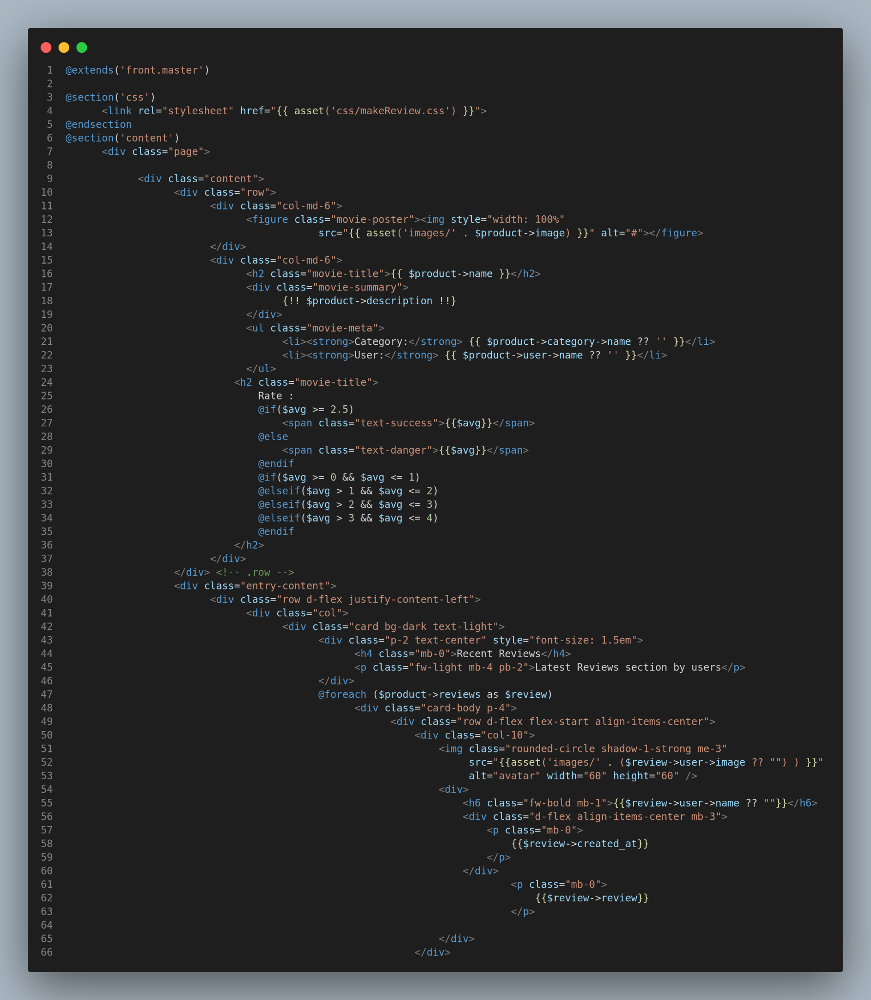 1 @extends('front.master')
2
3 @section('css')
4       <link rel="stylesheet" href="{{ asset('css/makeReview.css') }}">
5 @endsection
6 @section('content')
7       <div class="page">
8
9             <div class="content">
10                   <div class="row">
11                         <div class="col-md-6">
12                               <figure class="movie-poster"><img style="width: 100%"
13                                           src="{{ asset('images/' . $product->image) }}" alt="#"></figure>
14                         </div>
15                         <div class="col-md-6">
16                               <h2 class="movie-title">{{ $product->name }}</h2>
17                               <div class="movie-summary">
18                                     {!! $product->description !!}
19                               </div>
20                               <ul class="movie-meta">
21                                     <li><strong>Category:</strong> {{ $product->category->name ?? '' }}</li>
22                                     <li><strong>User:</strong> {{ $product->user->name ?? '' }}</li>
23                               </ul>
24                             <h2 class="movie-title">
25                                 Rate :
26                                 @if($avg >= 2.5)
27                                     <span class="text-success">{{$avg}}</span>
28                                 @else
29                                     <span class="text-danger">{{$avg}}</span>
30                                 @endif
31                                 @if($avg >= 0 && $avg <= 1)
32                                 @elseif($avg > 1 && $avg <= 2)
33                                 @elseif($avg > 2 && $avg <= 3)
34                                 @elseif($avg > 3 && $avg <= 4)
35                                 @endif
36                             </h2>
37                         </div>
38                   </div> <!-- .row -->
39                   <div class="entry-content">
40                         <div class="row d-flex justify-content-left">
41                               <div class="col">
42                                     <div class="card bg-dark text-light">
43                                           <div class="p-2 text-center" style="font-size: 1.5em">
44                                                 <h4 class="mb-0">Recent Reviews</h4>
45                                                 <p class="fw-light mb-4 pb-2">Latest Reviews section by users</p>
46                                           </div>
47                                           @foreach ($product->reviews as $review)
48                                                 <div class="card-body p-4">
49                                                       <div class="row d-flex flex-start align-items-center">
50                                                           <div class="col-10">
51                                                               <img class="rounded-circle shadow-1-strong me-3"
52                                                                    src="{{asset('images/' . ($review->user->image ?? "") ) }}"
53                                                                    alt="avatar" width="60" height="60" />
54                                                               <div>
55                                                                   <h6 class="fw-bold mb-1">{{$review->user->name ?? ""}}</h6>
56                                                                   <div class="d-flex align-items-center mb-3">
57                                                                       <p class="mb-0">
58                                                                           {{$review->created_at}}
59                                                                       </p>
60                                                                   </div>
61                                                                           <p class="mb-0">
62                                                                               {{$review->review}}
63                                                                           </p>
64
65                                                               </div>
66                                                           </div>